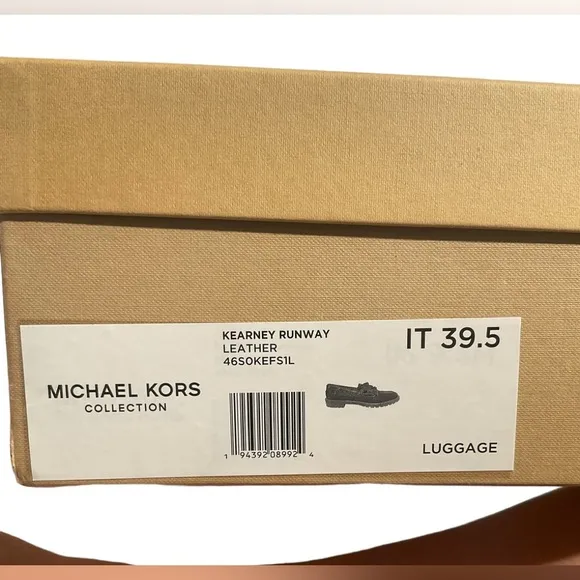 KEARNEY RUNWAY
LEATHER
46S0KEFS1L
IT 39.5
MICHAEL KORS
COLLECTION
1 94392 08992 4
LUGGAGE